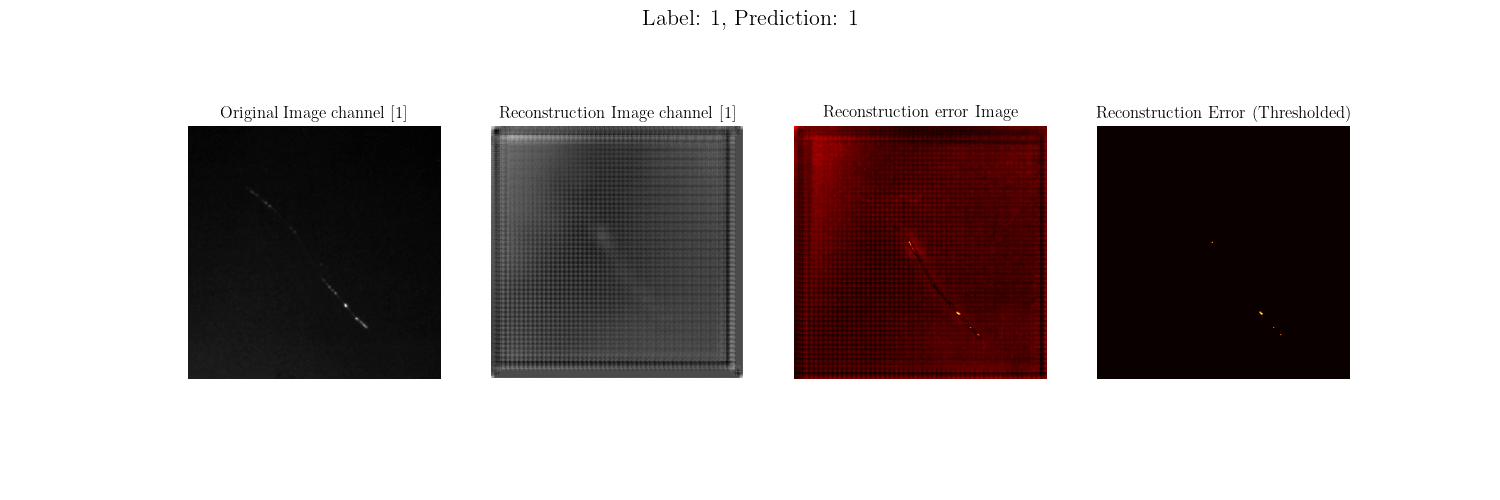 Label: 1, Prediction: 1
Original Image channel [1]
Reconstruction Image channel [1]
Reconstruction error Image
Reconstruction Error (Thresholded)